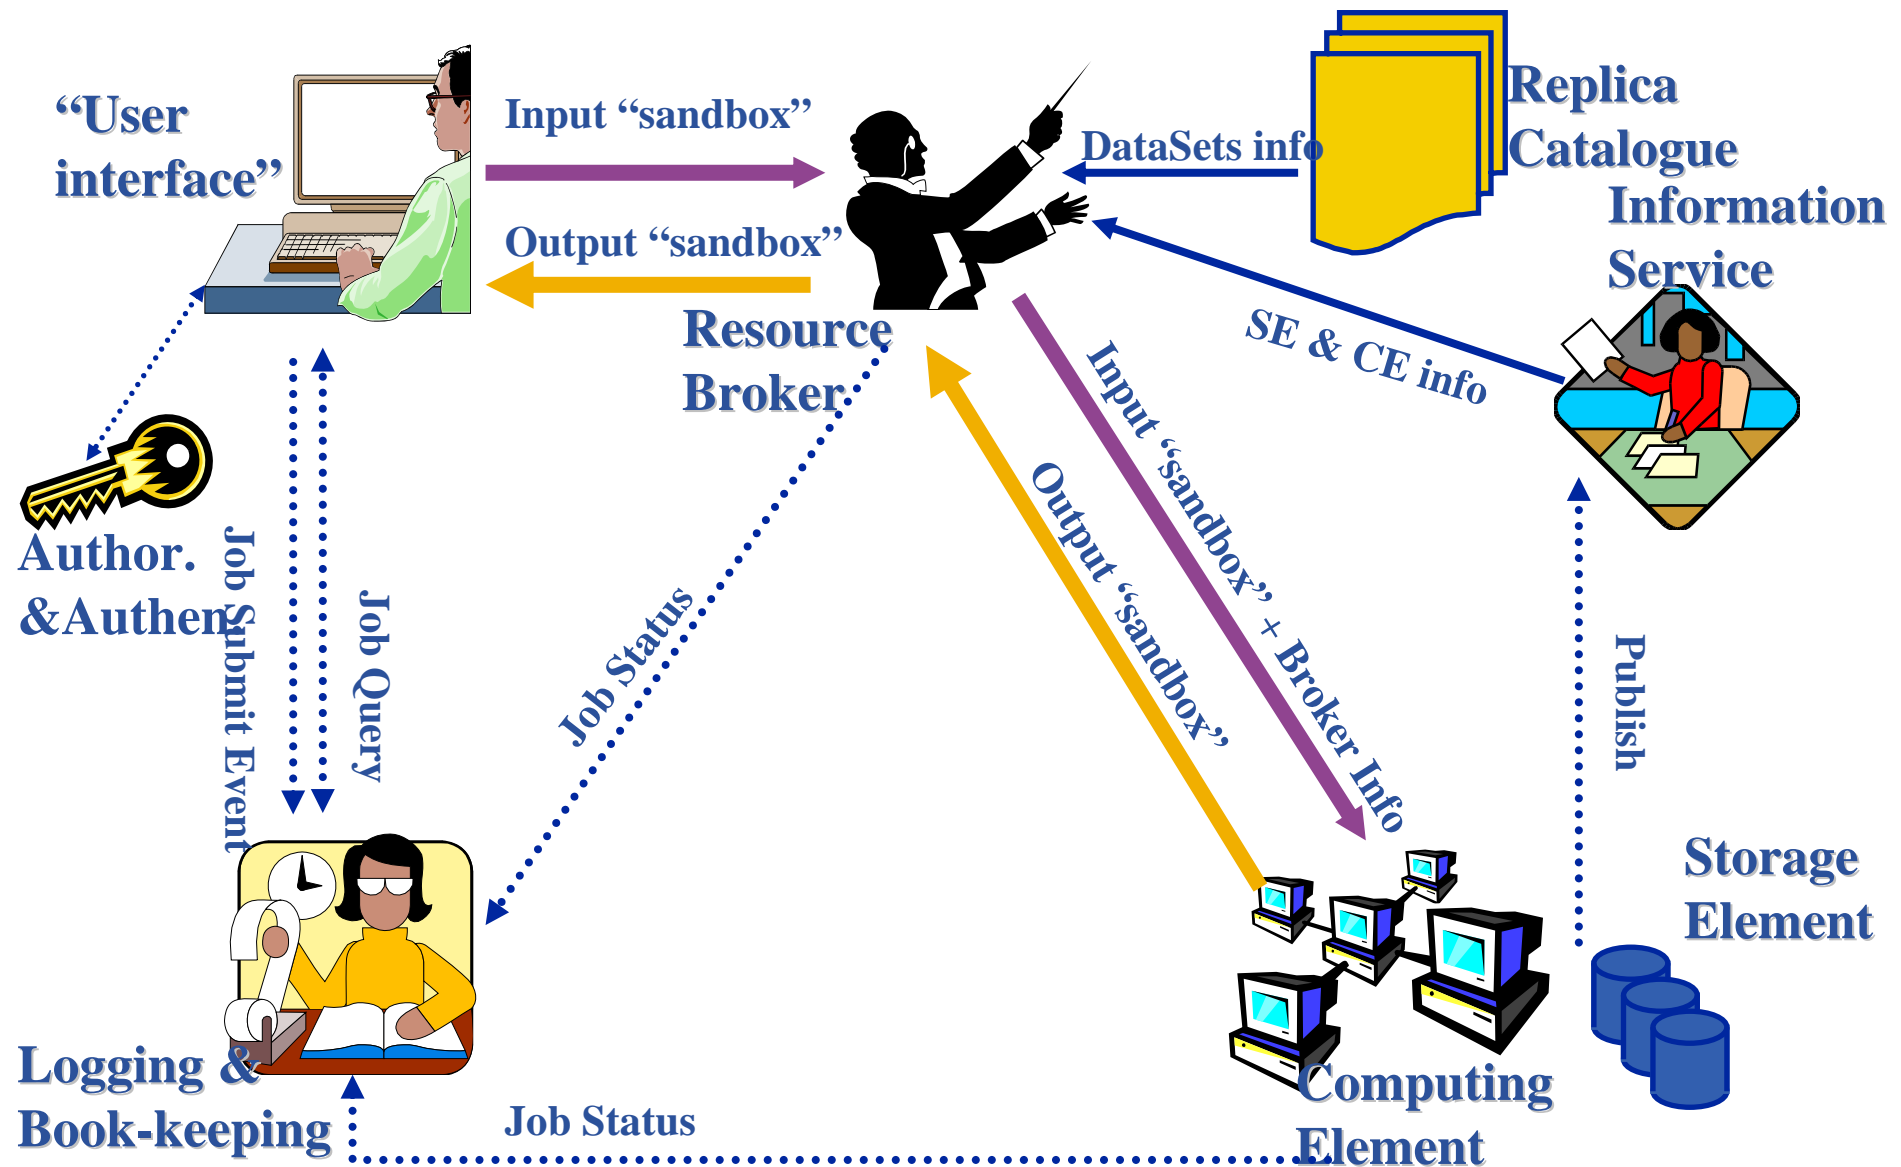 “User
interface”
Input “sandbox”
Output “sandbox”
DataSets info
Replica
Catalogue
Information
Service
SE & CE info
Resource
Broker
Input “sandbox” + Broker Info
Output “sandbox”
Author.
&Authen.
Job Submit Event
Job Query
Job Status
Publish
Storage
Element
Logging &
Book-keeping
Job Status
Computing
Element